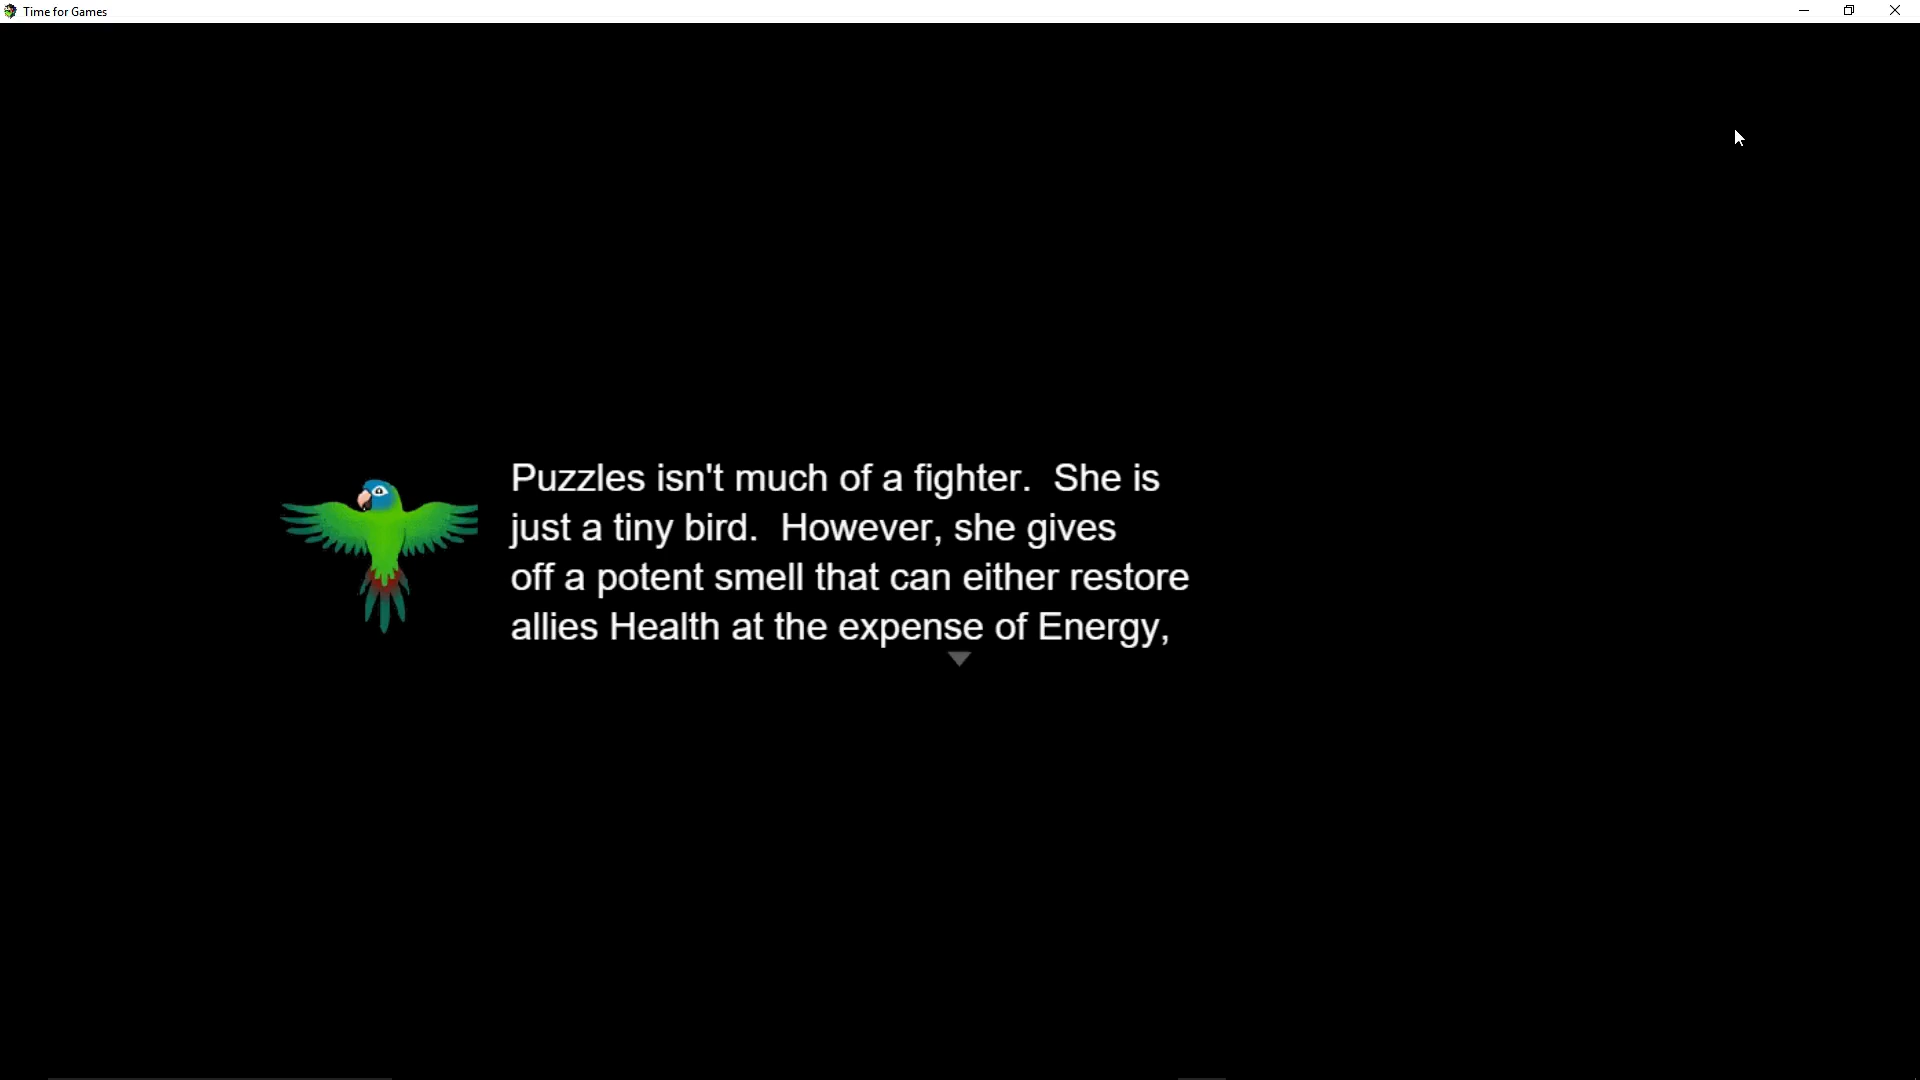 Time for Games
Puzzles isn't much of a fighter.  She is
just a tiny bird.  However, she gives
off a potent smell that can either restore
allies Health at the expense of Energy,